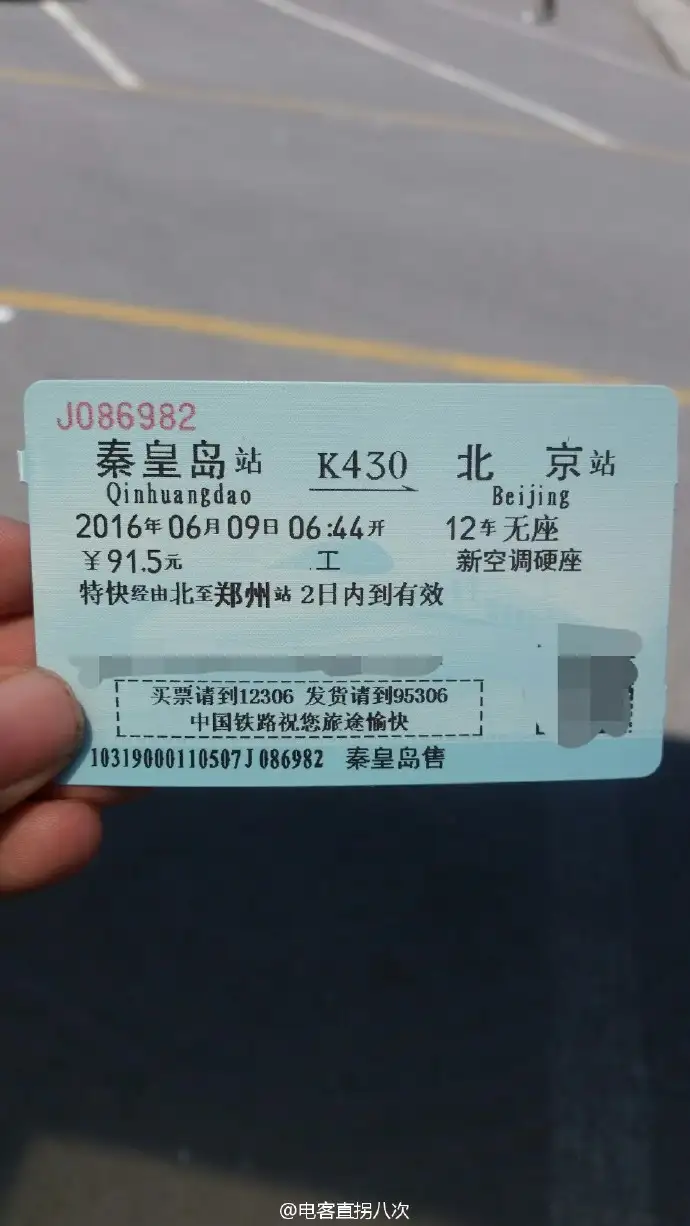 J086982
秦皇岛站 K430 北京站
Qinhuangdao Beijing
2016年06月09日 06:44开 12车 无座
￥91.5元 工 新空调硬座
特快经由北至郑州站 2日内到有效
买票请到12306 发货请到95306
中国铁路祝您旅途愉快
10319000110507J086982 秦皇岛售
@电客直拐八次